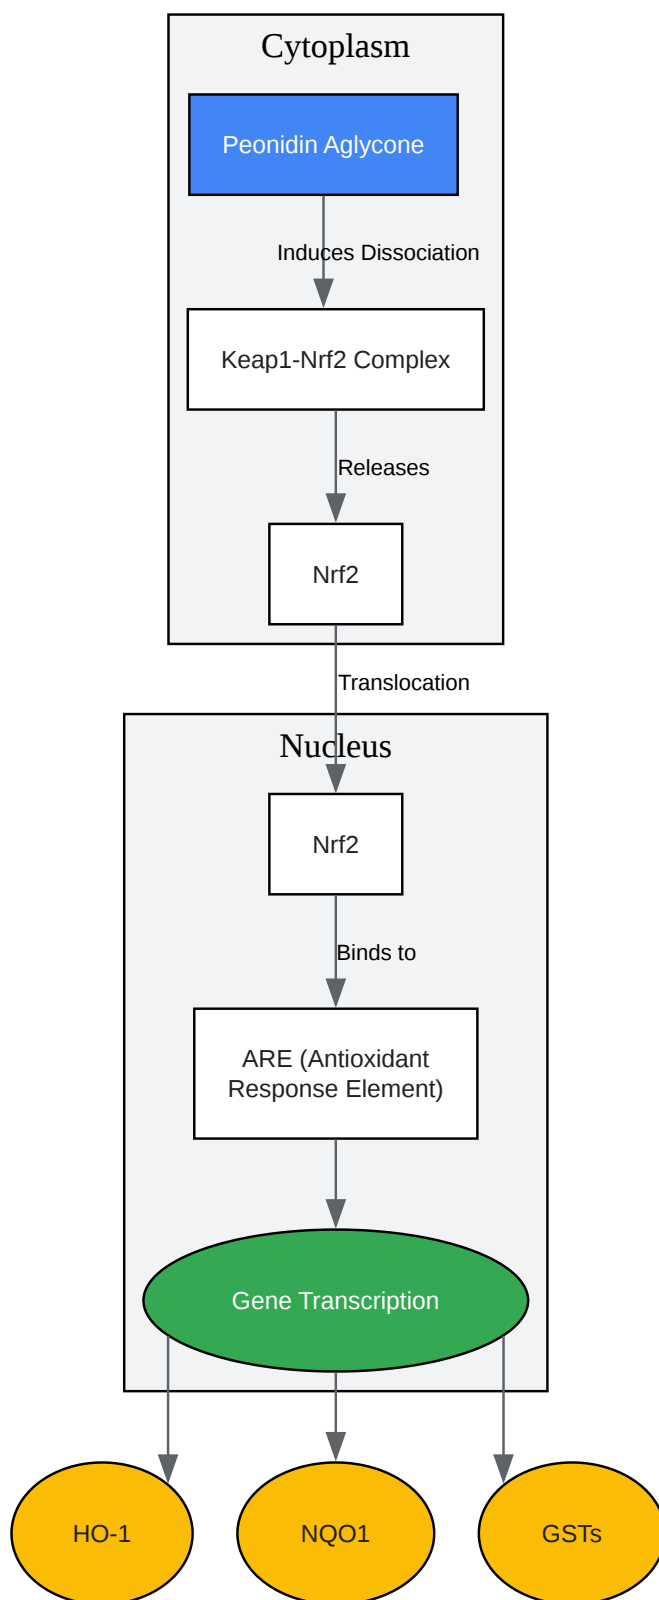 Cytoplasm
Peonidin Aglycone
Induces Dissociation
Keap1-Nrf2 Complex
Releases
Nrf2
Translocation
Nucleus
Nrf2
Binds to
ARE (Antioxidant
Response Element)
Gene Transcription
HO-1
NQO1
GSTs